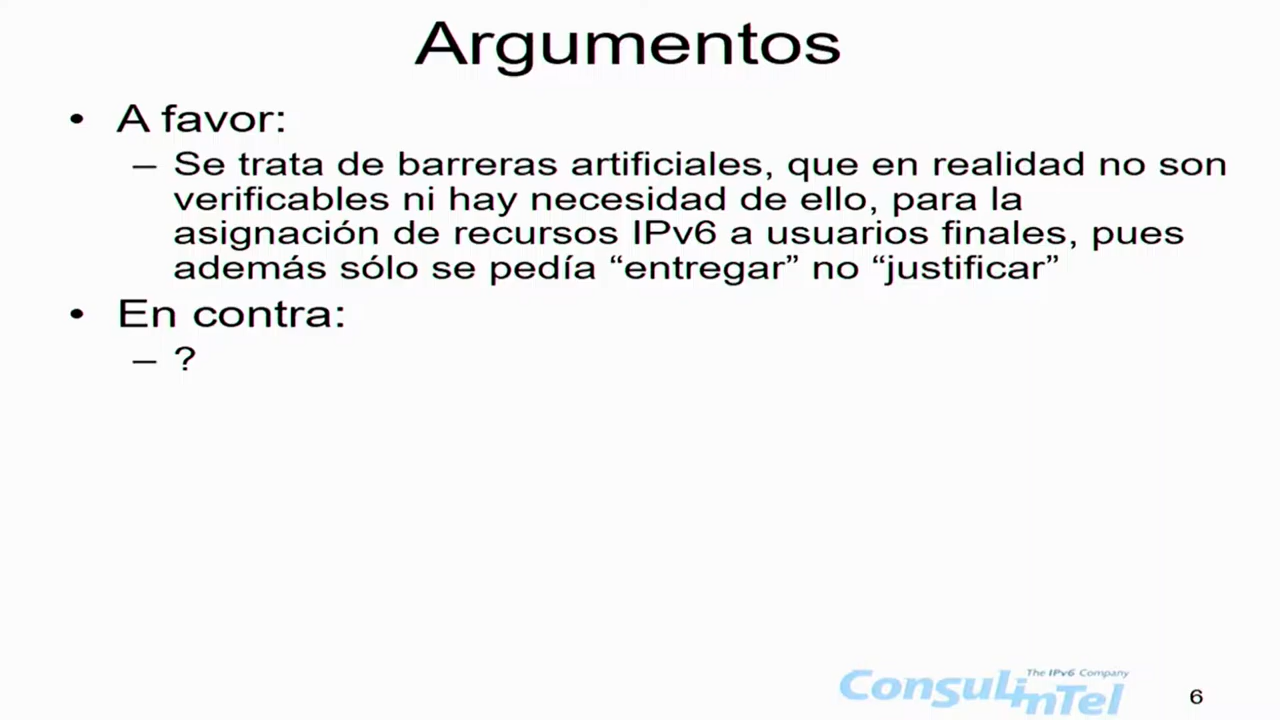 Argumentos
• A favor:
– Se trata de barreras artificiales, que en realidad no son
verificables ni hay necesidad de ello, para la
asignación de recursos IPv6 a usuarios finales, pues
además sólo se pedía “entregar” no “justificar”
• En contra:
– ?
The IPv6 Company
ConsulinTel
6